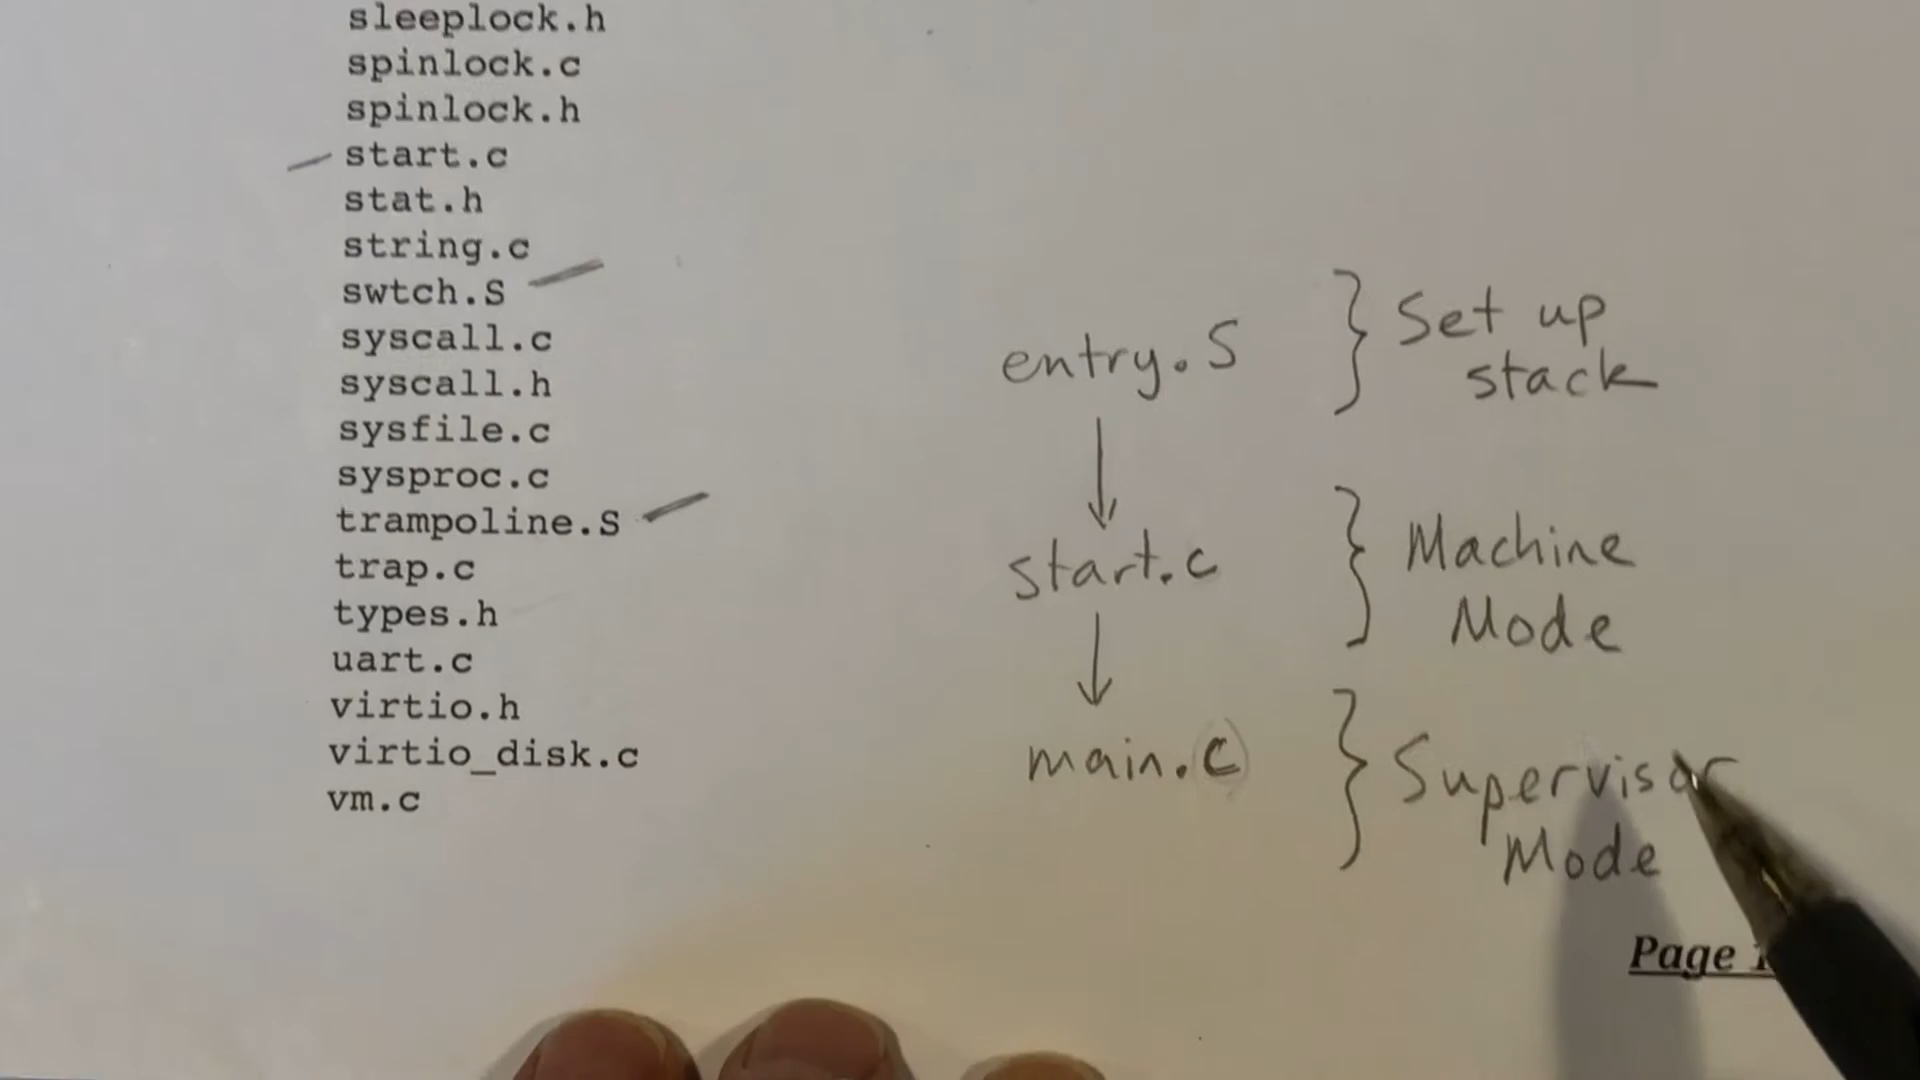 sleeplock.h
spinlock.c
spinlock.h
start.c
stat.h
string.c
swtch.S
syscall.c
syscall.h
sysfile.c
sysproc.c
trampoline.S
trap.c
types.h
uart.c
virtio.h
virtio_disk.c
vm.c
entry.S
Set up
stack
start.c
Machine
Mode
main.c
Supervisor
Mode
Page